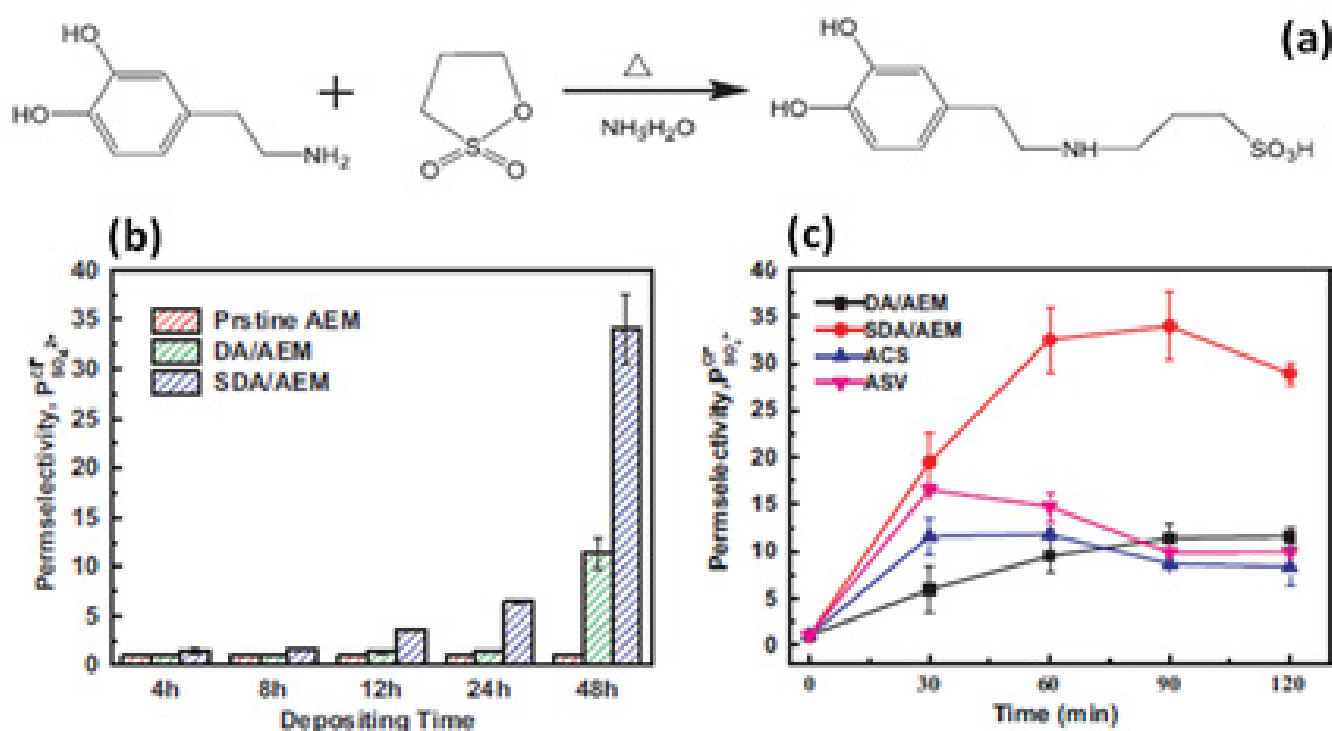 (a)
HO
HO
NH₂
+
O
S
O
O
△
NH₃H₂O
HO
HO
NH
SO₃H
(b)
40
35
30
25
20
15
10
5
0
Permselectivity,
Prstine AEM
DA/AEM
SDA/AEM
4h 8h 12h 24h 48h
Depositing Time
(c)
40
35
30
25
20
15
10
5
0
Permselectivity,
DA/AEM
SDA/AEM
ACS
ASV
0 30 60 90 120
Time (min)